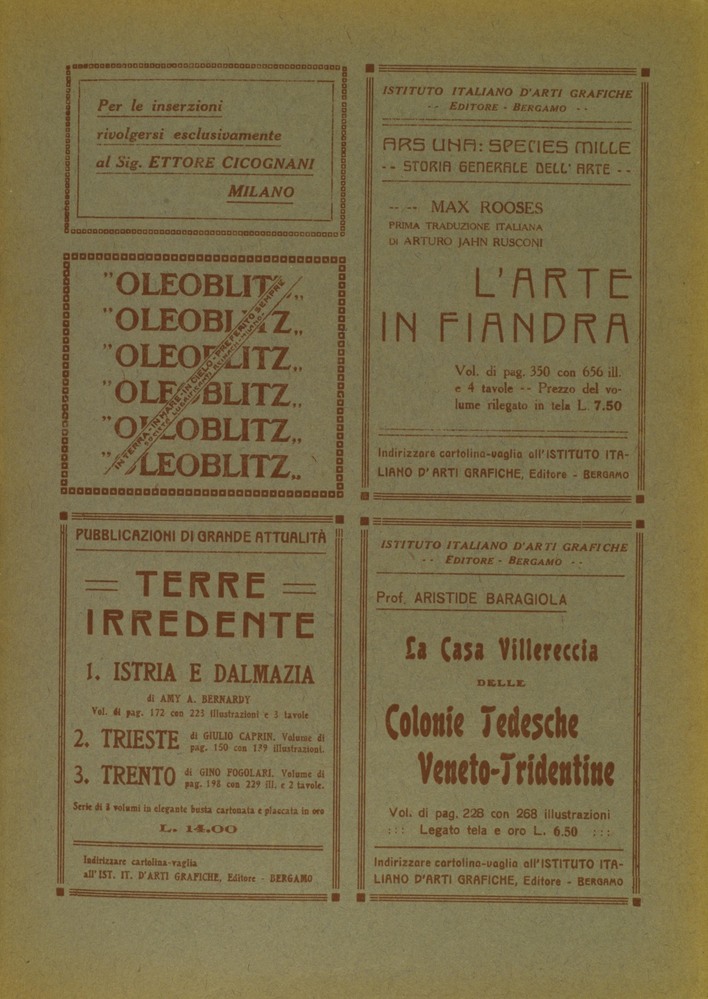 Per le inserzioni
rivolgersi esclusivamente
al Sig. ETTORE CICOGNANI
MILANO
"OLEOBLITZ„
"OLEOBLITZ„
"OLEOBLITZ„
"OLEOBLITZ„
"OLEOBLITZ„
"OLEOBLITZ„
IN TERRA - IN MARE - IN CIELO - PREFERITO SEMPRE
ISTITUTO ITALIANO D'ARTI GRAFICHE
-- EDITORE - BERGAMO --
ARS UNA: SPECIES MILLE
-- STORIA GENERALE DELL' ARTE --
-- -- MAX ROOSES
PRIMA TRADUZIONE ITALIANA
DI ARTURO JAHN RUSCONI
L'ARTE
IN FIANDRA
Vol. di pag. 350 con 656 ill.
e 4 tavole -- Prezzo del vo-
lume rilegato in tela L. 7.50
Indirizzare cartolina-vaglia all'ISTITUTO ITA-
LIANO D'ARTI GRAFICHE, Editore - BERGAMO
PUBBLICAZIONI DI GRANDE ATTUALITÀ
TERRE
IRREDENTE
1. ISTRIA E DALMAZIA
di AMY A. BERNARDY
Vol. di pag. 172 con 225 illustrazioni e 3 tavole
2. TRIESTE di GIULIO CAPRIN. Volume di
pag. 150 con 139 illustrazioni.
3. TRENTO di GINO FOGOLARI. Volume di
pag. 198 con 229 ill. e 2 tavole.
Serie di 3 volumi in elegante busta cartonata e placcata in oro
L. 14.00
Indirizzare cartolina-vaglia
all' IST. IT. D'ARTI GRAFICHE, Editore - BERGAMO
ISTITUTO ITALIANO D'ARTI GRAFICHE
-- EDITORE - BERGAMO --
Prof. ARISTIDE BARAGIOLA
La Casa Villereccia
DELLE
Colonie Tedesche
Veneto-Tridentine
Vol. di pag. 228 con 268 illustrazioni
::: Legato tela e oro L. 6.50 :::
Indirizzare cartolina-vaglia all'ISTITUTO ITA-
LIANO D'ARTI GRAFICHE, Editore - BERGAMO